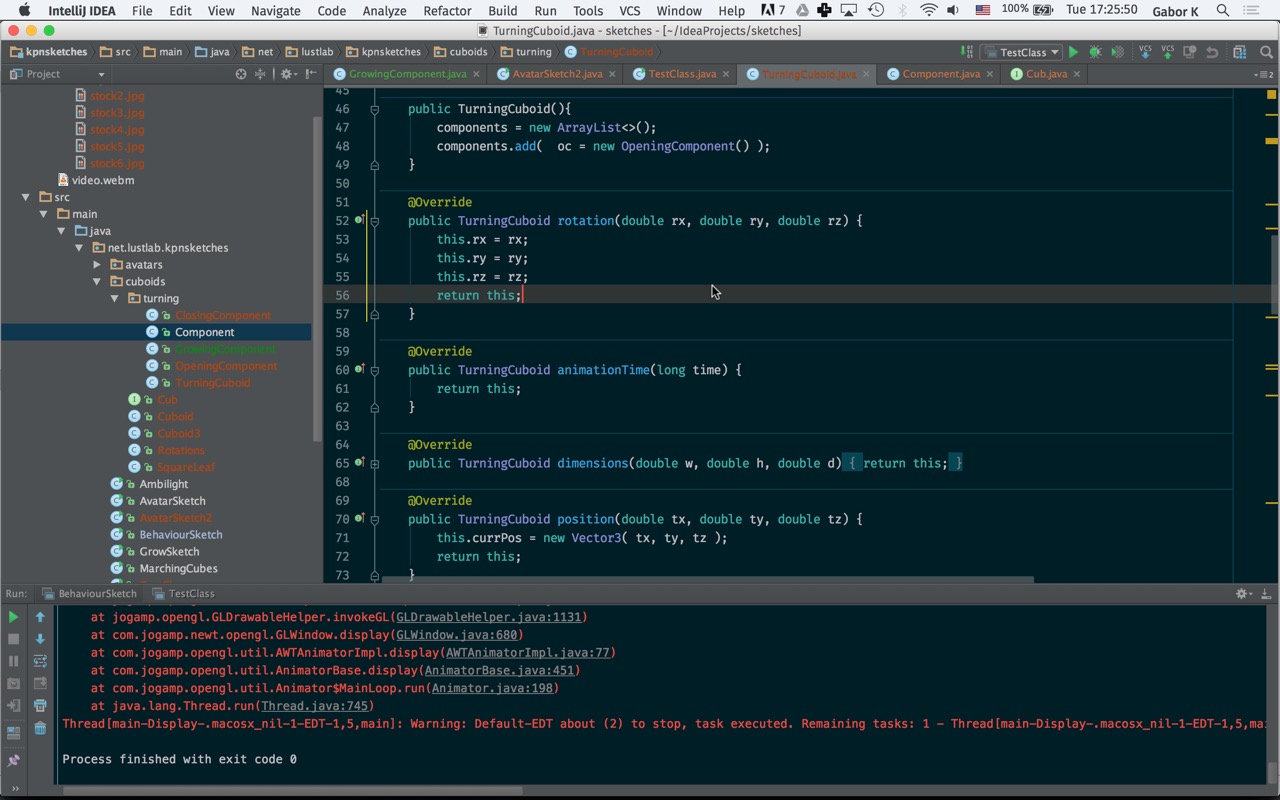 IntelliJ IDEA File Edit View Navigate Code Analyze Refactor Build Run Tools VCS Window Help 7 100% Tue 17:25:50 Gabor K
TurningCuboid.java - sketches - [~/IdeaProjects/sketches]
kpnsketches src main java net lustlab kpnsketches cuboids turning TurningCuboid TestClass VCS VCS
Project GrowingComponent.java AvatarSketch2.java TestClass.java TurningCuboid.java Component.java Cub.java 2
stock2.jpg
stock3.jpg
stock4.jpg
stock5.jpg
stock6.jpg
video.webm
src
main
java
net.lustlab.kpnsketches
avatars
cuboids
turning
ClosingComponent
Component
GrowingComponent
OpeningComponent
TurningCuboid
Cub
Cuboid
Cuboid3
Rotations
SquareLeaf
Ambilight
AvatarSketch
AvatarSketch2
BehaviourSketch
GrowSketch
MarchingCubes
45
46 public TurningCuboid(){
47 components = new ArrayList<>();
48 components.add( oc = new OpeningComponent() );
49 }
50
51 @Override
52 public TurningCuboid rotation(double rx, double ry, double rz) {
53 this.rx = rx;
54 this.ry = ry;
55 this.rz = rz;
56 return this;
57 }
58
59 @Override
60 public TurningCuboid animationTime(long time) {
61 return this;
62 }
63
64 @Override
65 public TurningCuboid dimensions(double w, double h, double d) { return this; }
68
69 @Override
70 public TurningCuboid position(double tx, double ty, double tz) {
71 this.currPos = new Vector3( tx, ty, tz );
72 return this;
73 }
Run: BehaviourSketch TestClass
at jogamp.opengl.GLDrawableHelper.invokeGL(GLDrawableHelper.java:1131)
at com.jogamp.newt.opengl.GLWindow.display(GLWindow.java:680)
at com.jogamp.opengl.util.AWTAnimatorImpl.display(AWTAnimatorImpl.java:77)
at com.jogamp.opengl.util.AnimatorBase.display(AnimatorBase.java:451)
at com.jogamp.opengl.util.Animator$MainLoop.run(Animator.java:198)
at java.lang.Thread.run(Thread.java:745)
Thread[main-Display-.macosx_nil-1-EDT-1,5,main]: Warning: Default-EDT about (2) to stop, task executed. Remaining tasks: 1 - Thread[main-Display-.macosx_nil-1-EDT-1,5,mai
Process finished with exit code 0